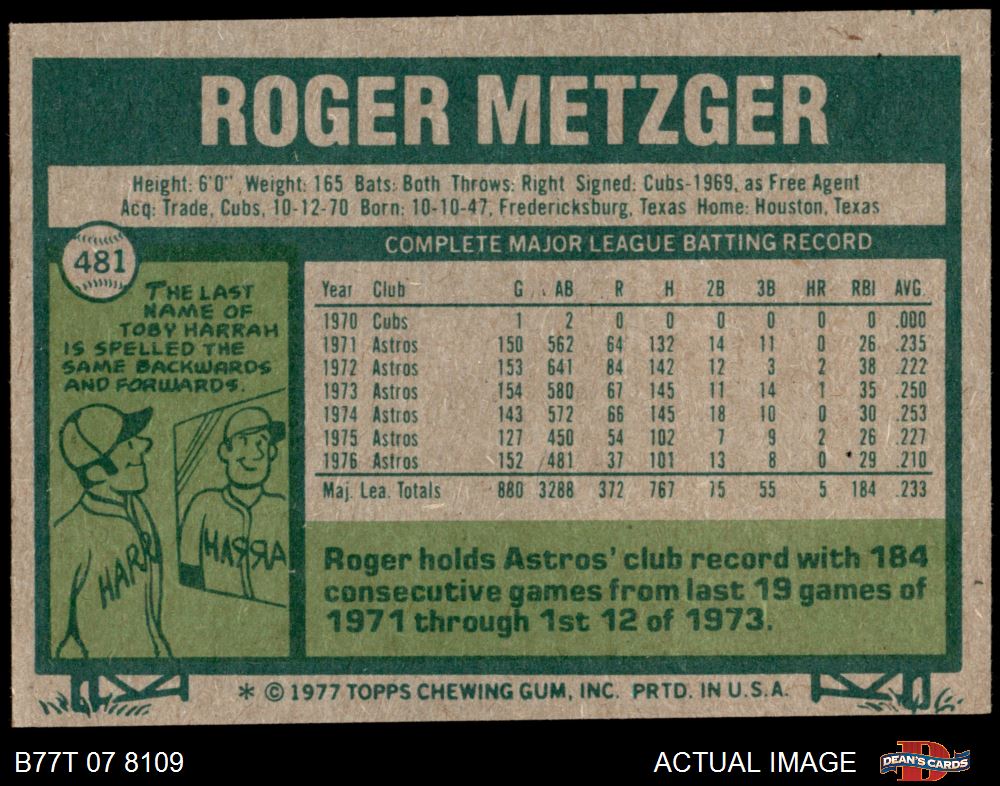 ROGER METZGER
Height: 6'0" Weight: 165 Bats: Both Throws: Right Signed: Cubs-1969, as Free Agent
Acq: Trade, Cubs, 10-12-70 Born: 10-10-47, Fredericksburg, Texas Home: Houston, Texas
481
THE LAST
NAME OF
TOBY HARRAH
IS SPELLED THE
SAME BACKWARDS
AND FORWARDS.
HARR
HARRA
COMPLETE MAJOR LEAGUE BATTING RECORD
Year Club G AB R H 2B 3B HR RBI AVG.
1970 Cubs 1 2 0 0 0 0 0 0 .000
1971 Astros 150 562 64 132 14 11 0 26 .235
1972 Astros 153 641 84 142 12 3 2 38 .222
1973 Astros 154 580 67 145 11 14 1 35 .250
1974 Astros 143 572 66 145 18 10 0 30 .253
1975 Astros 127 450 54 102 7 9 2 26 .227
1976 Astros 152 481 37 101 13 8 0 29 .210
Maj. Lea. Totals 880 3288 372 767 75 55 5 184 .233
Roger holds Astros' club record with 184
consecutive games from last 19 games of
1971 through 1st 12 of 1973.
* © 1977 TOPPS CHEWING GUM, INC. PRTD. IN U.S.A.
B77T 07 8109
ACTUAL IMAGE
DEAN'S CARDS